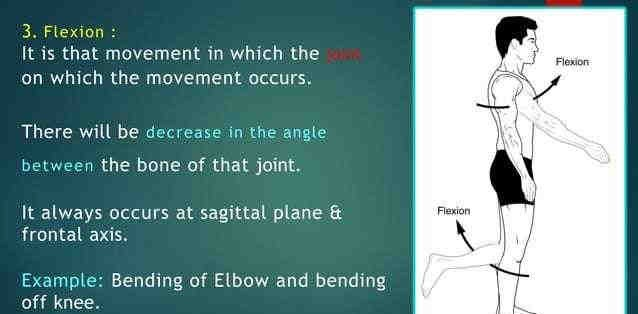 3. Flexion :
It is that movement in which the joint
on which the movement occurs.
There will be decrease in the angle
between the bone of that joint.
It always occurs at sagittal plane &
frontal axis.
Example: Bending of Elbow and bending
off knee.
Flexion
Flexion